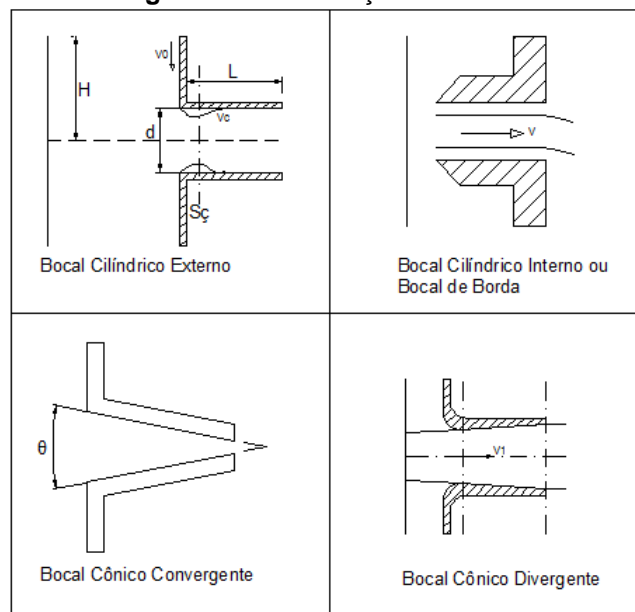 H
V0
L
Vc
d
Sç
Bocal Cilíndrico Externo
V
Bocal Cilíndrico Interno ou
Bocal de Borda
θ
Bocal Cônico Convergente
V1
Bocal Cônico Divergente